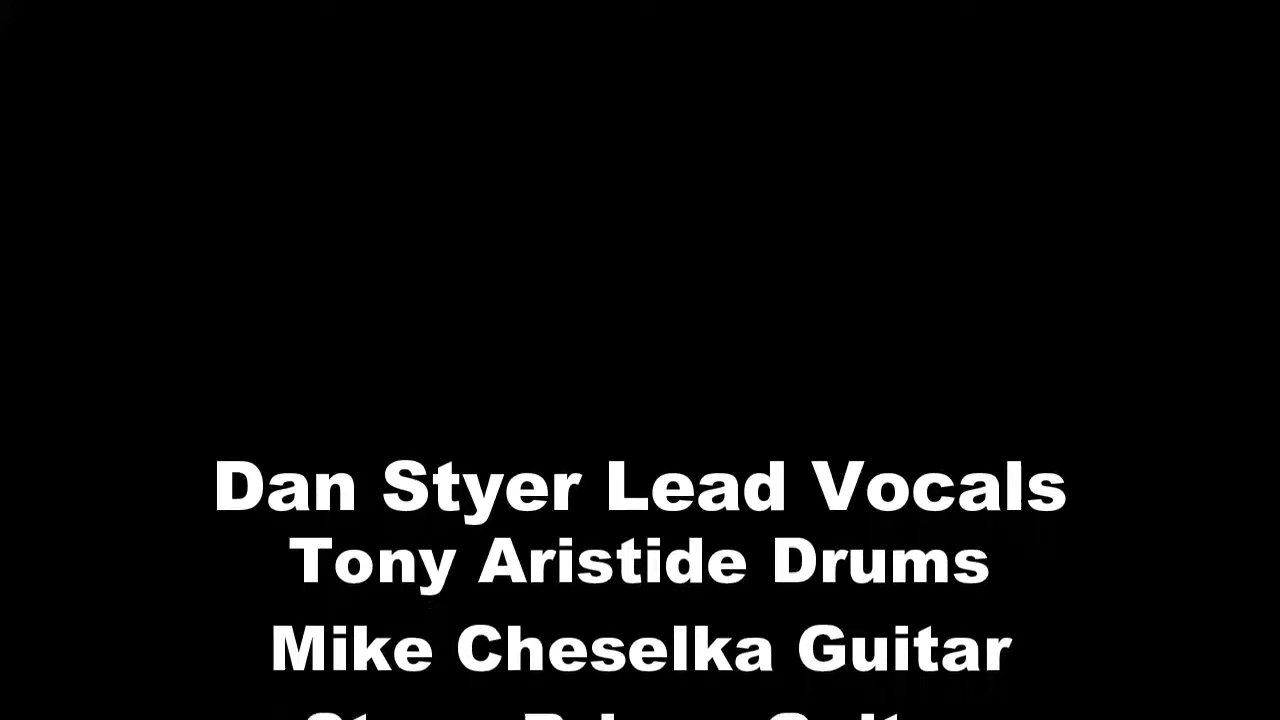 Dan Styer Lead Vocals
Tony Aristide Drums
Mike Cheselka Guitar